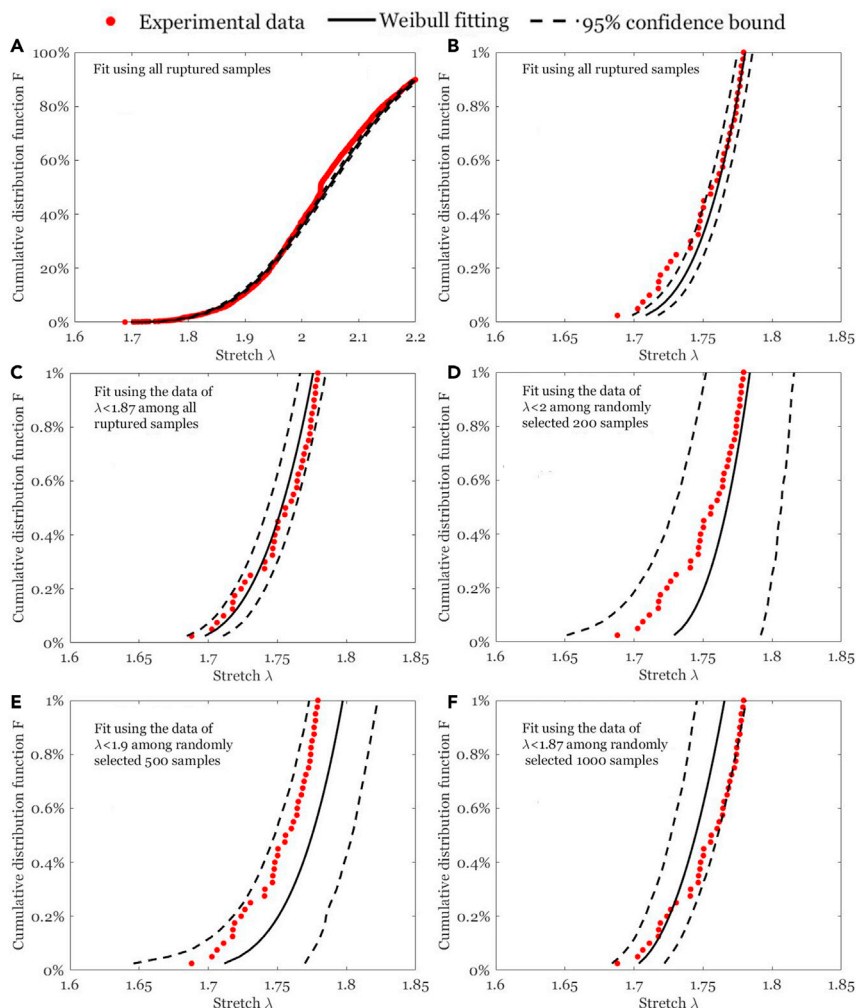 Experimental data Weibull fitting 95% confidence bound
A
Cumulative distribution function F
100%
80%
60%
40%
20%
0%
Fit using all ruptured samples
1.6 1.7 1.8 1.9 2 2.1 2.2
Stretch λ
B
Cumulative distribution function F
1%
0.8%
0.6%
0.4%
0.2%
0%
Fit using all ruptured samples
1.6 1.65 1.7 1.75 1.8 1.85
Stretch λ
C
Cumulative distribution function F
1%
0.8%
0.6%
0.4%
0.2%
0%
Fit using the data of
λ<1.87 among all
ruptured samples
1.6 1.65 1.7 1.75 1.8 1.85
Stretch λ
D
Cumulative distribution function F
1%
0.8%
0.6%
0.4%
0.2%
0%
Fit using the data of
λ<2 among randomly
selected 200 samples
1.6 1.65 1.7 1.75 1.8 1.85
Stretch λ
E
Cumulative distribution function F
1%
0.8%
0.6%
0.4%
0.2%
0%
Fit using the data of
λ<1.9 among randomly
selected 500 samples
1.6 1.65 1.7 1.75 1.8 1.85
Stretch λ
F
Cumulative distribution function F
1%
0.8%
0.6%
0.4%
0.2%
0%
Fit using the data of
λ<1.87 among randomly
selected 1000 samples
1.6 1.65 1.7 1.75 1.8 1.85
Stretch λ